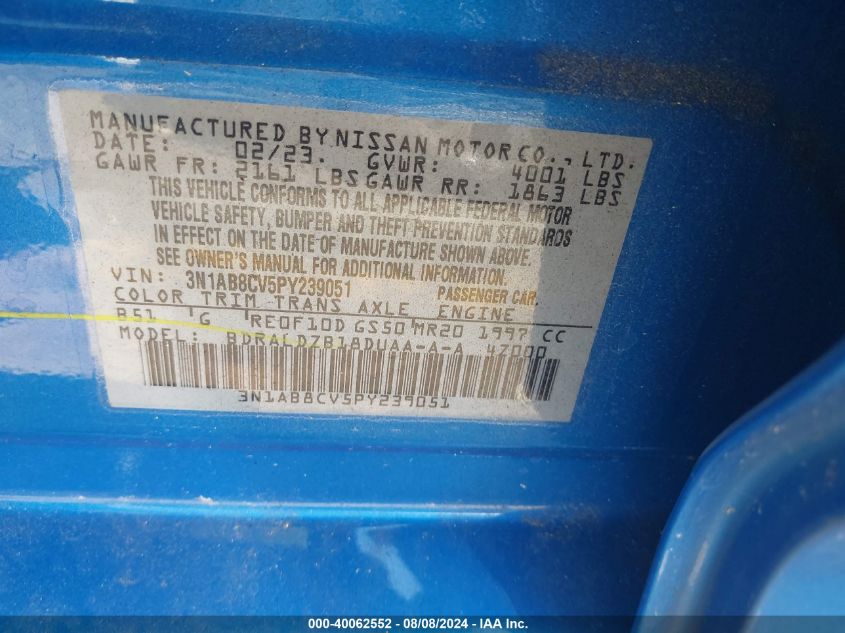 MANUFACTURED BY NISSAN MOTOR CO., LTD.
DATE: 02/23. GVWR: 4001 LBS
GAWR FR: 2161 LBS GAWR RR: 1863 LBS
THIS VEHICLE CONFORMS TO ALL APPLICABLE FEDERAL MOTOR
VEHICLE SAFETY, BUMPER AND THEFT PREVENTION STANDARDS
IN EFFECT ON THE DATE OF MANUFACTURE SHOWN ABOVE.
SEE OWNER'S MANUAL FOR ADDITIONAL INFORMATION.
VIN: 3N1AB8CV5PY239051 PASSENGER CAR.
COLOR TRIM TRANS AXLE ENGINE
B51 G RE0F10D GS50 MR20 1997 CC
MODEL: BDRALDZB18DUAA-A-A 4Z000
3N1AB8CV5PY239051
000-40062552 - 08/08/2024 - IAA Inc.